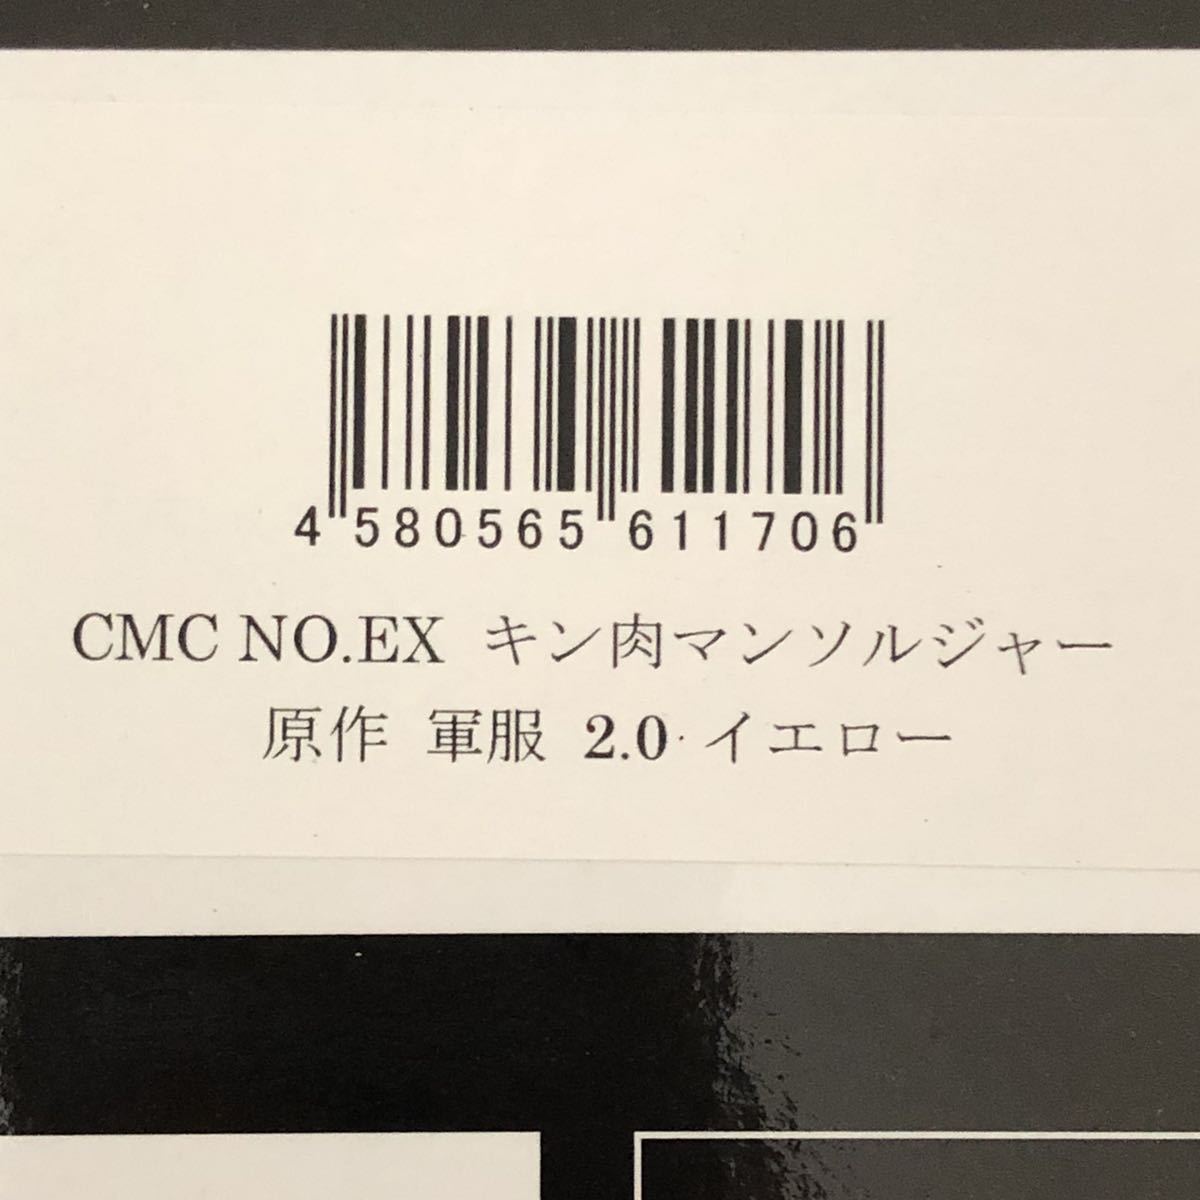 4 580565 611706
CMC NO.EX キン肉マンソルジャー
原作 軍服 2.0 イエロー